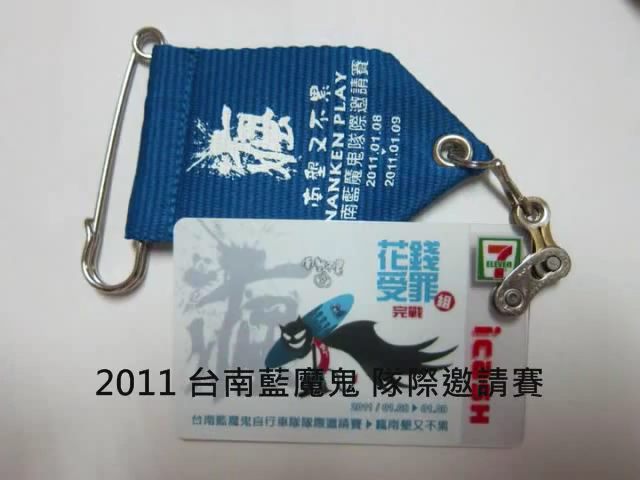 瘋
南墾又不累
NANKEN PLAY
南藍魔鬼隊際邀請賽
2011.01.08
2011.01.09
花錢
受罪組
完戰
7
ELEVEN
icash
2011 台南藍魔鬼 隊際邀請賽
台南藍魔鬼自行車隊隊際邀請賽▶瘋南墾又不累